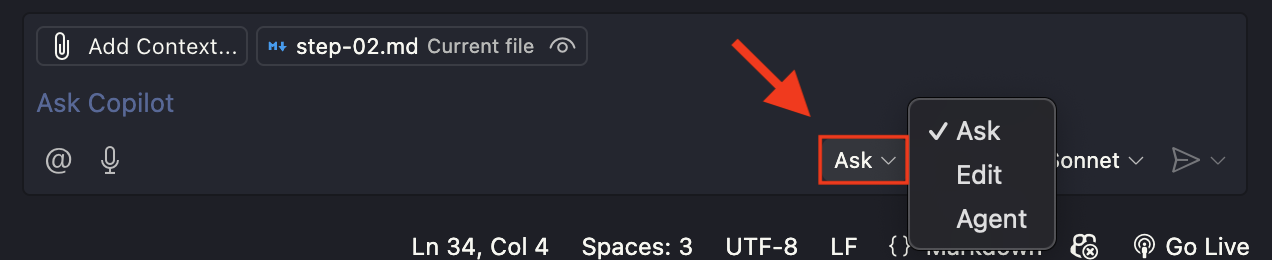 Add Context... step-02.md Current file
Ask Copilot
@ Ask Sonnet
Ask
Edit
Agent
Ln 34, Col 4 Spaces: 3 UTF-8 LF {} Markdown Go Live